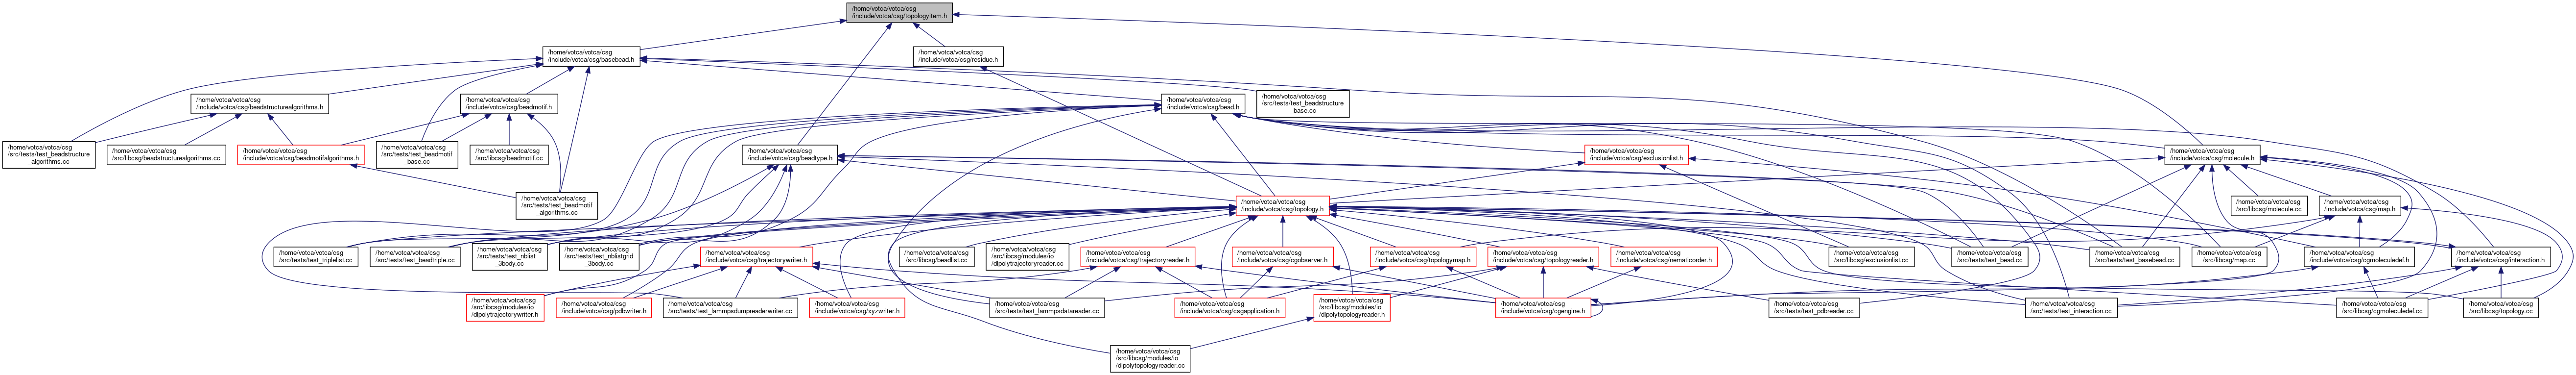 /home/votca/votca/csg
/include/votca/csg/topologyitem.h
/home/votca/votca/csg
/include/votca/csg/basebead.h
/home/votca/votca/csg
/include/votca/csg/residue.h
/home/votca/votca/csg
/include/votca/csg/beadstructurealgorithms.h
/home/votca/votca/csg
/include/votca/csg/beadmotif.h
/home/votca/votca/csg
/include/votca/csg/bead.h
/home/votca/votca/csg
/src/tests/test_beadstructure
_base.cc
/home/votca/votca/csg
/src/tests/test_beadstructure
_algorithms.cc
/home/votca/votca/csg
/src/libcsg/beadstructurealgorithms.cc
/home/votca/votca/csg
/include/votca/csg/beadmotifalgorithms.h
/home/votca/votca/csg
/src/tests/test_beadmotif
_base.cc
/home/votca/votca/csg
/src/libcsg/beadmotif.cc
/home/votca/votca/csg
/include/votca/csg/beadtype.h
/home/votca/votca/csg
/include/votca/csg/exclusionlist.h
/home/votca/votca/csg
/include/votca/csg/molecule.h
/home/votca/votca/csg
/src/tests/test_beadmotif
_algorithms.cc
/home/votca/votca/csg
/include/votca/csg/topology.h
/home/votca/votca/csg
/src/libcsg/molecule.cc
/home/votca/votca/csg
/include/votca/csg/map.h
/home/votca/votca/csg
/src/tests/test_triplelist.cc
/home/votca/votca/csg
/src/tests/test_beadtriple.cc
/home/votca/votca/csg
/src/tests/test_nblist
_3body.cc
/home/votca/votca/csg
/src/tests/test_nblistgrid
_3body.cc
/home/votca/votca/csg
/include/votca/csg/trajectorywriter.h
/home/votca/votca/csg
/src/libcsg/beadlist.cc
/home/votca/votca/csg
/src/libcsg/modules/io
/dlpolytrajectoryreader.cc
/home/votca/votca/csg
/include/votca/csg/trajectoryreader.h
/home/votca/votca/csg
/include/votca/csg/cgobserver.h
/home/votca/votca/csg
/include/votca/csg/topologymap.h
/home/votca/votca/csg
/include/votca/csg/topologyreader.h
/home/votca/votca/csg
/include/votca/csg/nematicorder.h
/home/votca/votca/csg
/src/libcsg/exclusionlist.cc
/home/votca/votca/csg
/src/tests/test_bead.cc
/home/votca/votca/csg
/src/tests/test_basebead.cc
/home/votca/votca/csg
/src/libcsg/map.cc
/home/votca/votca/csg
/include/votca/csg/cgmoleculedef.h
/home/votca/votca/csg
/include/votca/csg/interaction.h
/home/votca/votca/csg
/src/libcsg/modules/io
/dlpolytrajectorywriter.h
/home/votca/votca/csg
/include/votca/csg/pdbwriter.h
/home/votca/votca/csg
/src/tests/test_lammpsdumpreaderwriter.cc
/home/votca/votca/csg
/include/votca/csg/xyzwriter.h
/home/votca/votca/csg
/src/tests/test_lammpsdatareader.cc
/home/votca/votca/csg
/include/votca/csg/csgapplication.h
/home/votca/votca/csg
/src/libcsg/modules/io
/dlpolytopologyreader.h
/home/votca/votca/csg
/include/votca/csg/cgengine.h
/home/votca/votca/csg
/src/tests/test_pdbreader.cc
/home/votca/votca/csg
/src/tests/test_interaction.cc
/home/votca/votca/csg
/src/libcsg/cgmoleculedef.cc
/home/votca/votca/csg
/src/libcsg/topology.cc
/home/votca/votca/csg
/src/libcsg/modules/io
/dlpolytopologyreader.cc